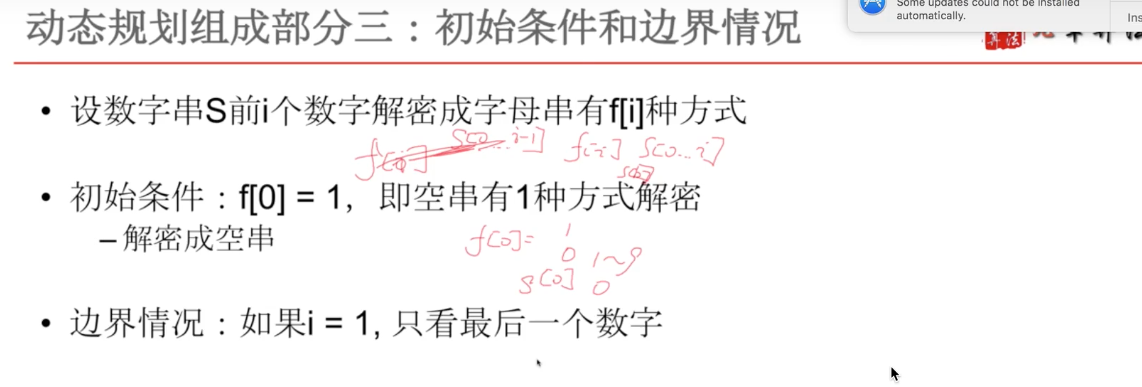 动态规划组成部分三：初始条件和边界情况
Some updates could not be installed
automatically.
Ins
算法
• 设数字串S前i个数字解密成字母串有f[i]种方式
f[i] S[0...i-1] f[i] S[0...i]
S[0]
• 初始条件：f[0] = 1, 即空串有1种方式解密
– 解密成空串
f[0]= 1
0 1~9
S[0] 0
• 边界情况：如果i = 1, 只看最后一个数字